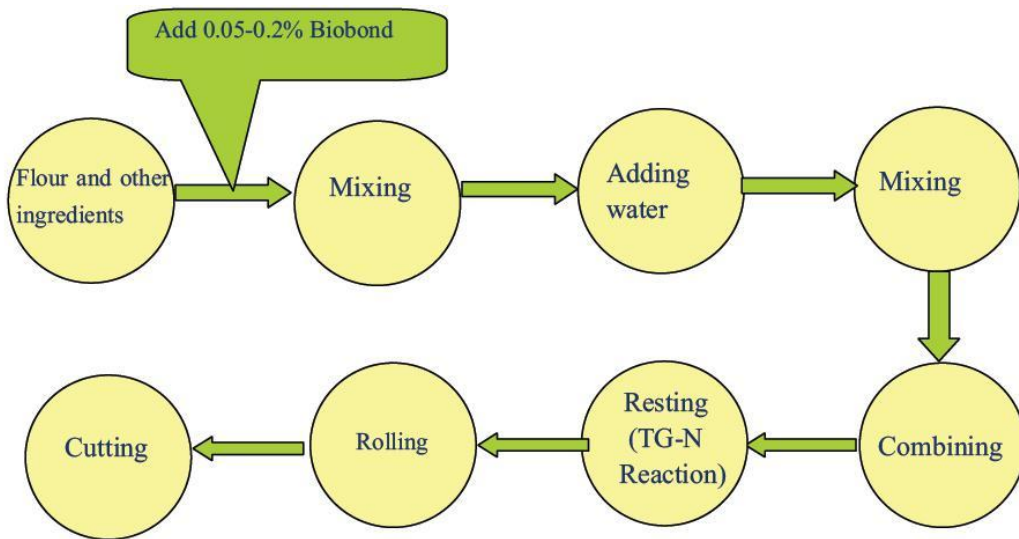 Add 0.05-0.2% Biobond
Flour and other
ingredients
Mixing
Adding
water
Mixing
Combining
Resting
(TG-N
Reaction)
Rolling
Cutting